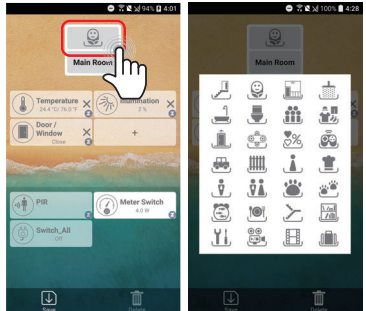 94% 4:01
Main Room
Temperature
24.4 °C/ 76.0 °F
Illumination
2 %
Door /
Window
Close
+
PIR
Meter Switch
4.0 W
Switch_All
Off
Save
Delete
100% 4:28
Main Room
Save
Delete